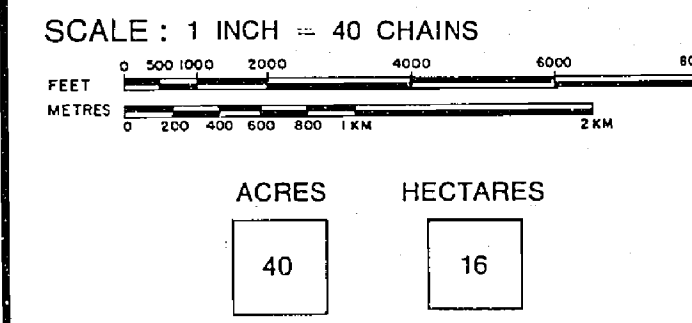 SCALE : 1 INCH = 40 CHAINS
0 500 1000 2000 4000 6000
FEET
METRES
0 200 400 600 800 1 KM 2 KM
ACRES HECTARES
40 16